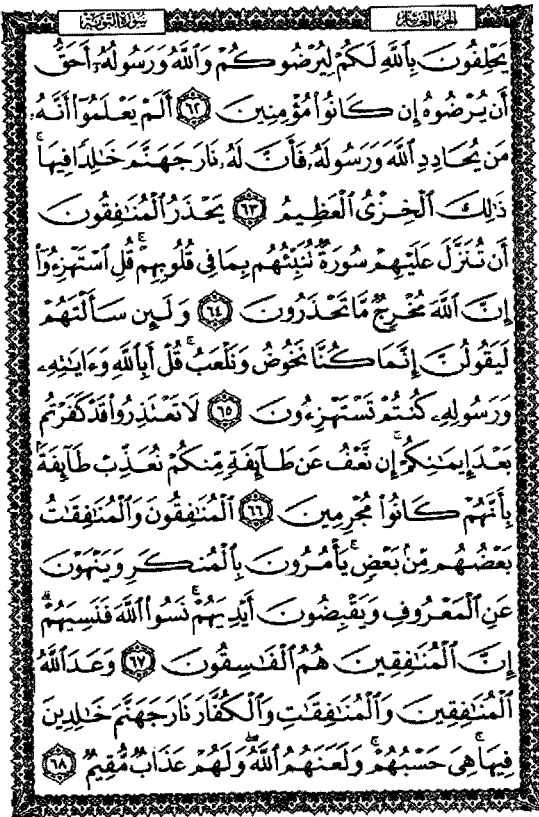 الجزء العاشر
سورة التوبة
يَحْلِفُونَ بِٱللَّهِ لَكُمْ لِيُرْضُوكُمْ وَٱللَّهُ وَرَسُولُهُۥٓ أَحَقُّ
أَن يُرْضُوهُ إِن كَانُوا۟ مُؤْمِنِينَ ٦٢ أَلَمْ يَعْلَمُوٓا۟ أَنَّهُۥ
مَن يُحَادِدِ ٱللَّهَ وَرَسُولَهُۥ فَأَنَّ لَهُۥ نَارَ جَهَنَّمَ خَٰلِدًا فِيهَا ۚ
ذَٰلِكَ ٱلْخِزْىُ ٱلْعَظِيمُ ٦٣ يَحْذَرُ ٱلْمُنَٰفِقُونَ
أَن تُنَزَّلَ عَلَيْهِمْ سُورَةٌ تُنَبِّئُهُم بِمَا فِى قُلُوبِهِمْ ۚ قُلِ ٱسْتَهْزِءُوٓا۟
إِنَّ ٱللَّهَ مُخْرِجٌ مَّا تَحْذَرُونَ ٦٤ وَلَئِن سَأَلْتَهُمْ
لَيَقُولُنَّ إِنَّمَا كُنَّا نَخُوضُ وَنَلْعَبُ ۚ قُلْ أَبِٱللَّهِ وَءَايَٰتِهِۦ
وَرَسُولِهِۦ كُنتُمْ تَسْتَهْزِءُونَ ٦٥ لَا تَعْتَذِرُوا۟ قَدْ كَفَرْتُم
بَعْدَ إِيمَٰنِكُمْ ۚ إِن نَّعْفُ عَن طَآئِفَةٍ مِّنكُمْ نُعَذِّبْ طَآئِفَةًۢ
بِأَنَّهُمْ كَانُوا۟ مُجْرِمِينَ ٦٦ ٱلْمُنَٰفِقُونَ وَٱلْمُنَٰفِقَٰتُ
بَعْضُهُم مِّنۢ بَعْضٍ ۚ يَأْمُرُونَ بِٱلْمُنكَرِ وَيَنْهَوْنَ
عَنِ ٱلْمَعْرُوفِ وَيَقْبِضُونَ أَيْدِيَهُمْ ۚ نَسُوا۟ ٱللَّهَ فَنَسِيَهُمْ ۗ
إِنَّ ٱلْمُنَٰفِقِينَ هُمُ ٱلْفَٰسِقُونَ ٦٧ وَعَدَ ٱللَّهُ
ٱلْمُنَٰفِقِينَ وَٱلْمُنَٰفِقَٰتِ وَٱلْكُفَّارَ نَارَ جَهَنَّمَ خَٰلِدِينَ
فِيهَا ۚ هِىَ حَسْبُهُمْ ۚ وَلَعَنَهُمُ ٱللَّهُ ۖ وَلَهُمْ عَذَابٌ مُّقِيمٌ ٦٨